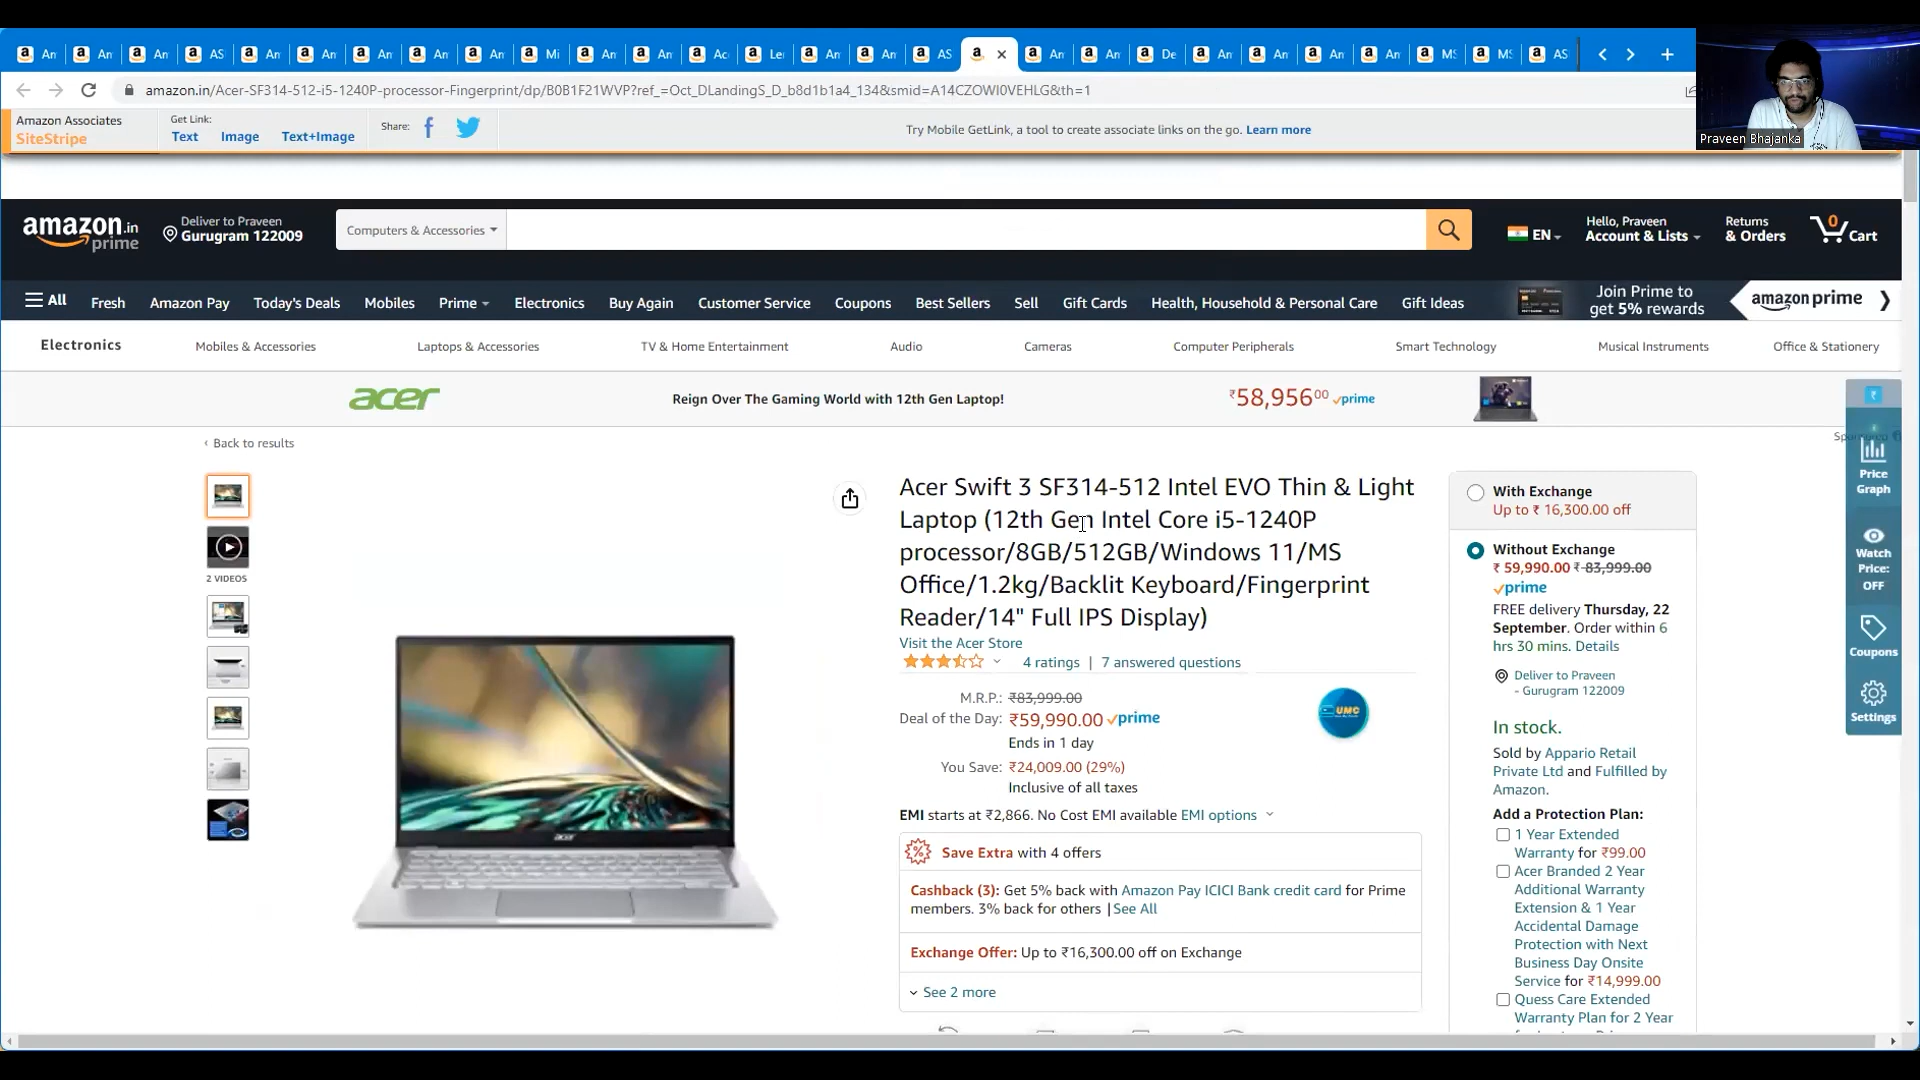 An
An
An
AS
An
An
An
An
An
Mi
An
An
Ac
Le
An
An
AS
An
An
De
An
An
An
An
MS
MS
AS
amazon.in/Acer-SF314-512-i5-1240P-processor-Fingerprint/dp/B0B1F21WVP?ref_=Oct_DLandingS_D_b8d1b1a4_134&smid=A14CZOWI0VEHLG&th=1
Praveen Bhajanka
Amazon Associates
SiteStripe
Get Link:
Text
Image
Text+Image
Share:
Try Mobile GetLink, a tool to create associate links on the go. Learn more
amazon.in
prime
Deliver to Praveen
Gurugram 122009
Computers & Accessories
EN
Hello, Praveen
Account & Lists
Returns
& Orders
0
Cart
All
Fresh
Amazon Pay
Today's Deals
Mobiles
Prime
Electronics
Buy Again
Customer Service
Coupons
Best Sellers
Sell
Gift Cards
Health, Household & Personal Care
Gift Ideas
Join Prime to
get 5% rewards
amazon prime
Electronics
Mobiles & Accessories
Laptops & Accessories
TV & Home Entertainment
Audio
Cameras
Computer Peripherals
Smart Technology
Musical Instruments
Office & Stationery
acer
Reign Over The Gaming World with 12th Gen Laptop!
₹58,956⁰⁰ prime
‹ Back to results
2 VIDEOS
acer
Acer Swift 3 SF314-512 Intel EVO Thin & Light
Laptop (12th Gen Intel Core i5-1240P
processor/8GB/512GB/Windows 11/MS
Office/1.2kg/Backlit Keyboard/Fingerprint
Reader/14" Full IPS Display)
Visit the Acer Store
4 ratings | 7 answered questions
M.R.P.: ₹83,999.00
Deal of the Day: ₹59,990.00 prime
Ends in 1 day
You Save: ₹24,009.00 (29%)
Inclusive of all taxes
UMC
EMI starts at ₹2,866. No Cost EMI available EMI options
Save Extra with 4 offers
Cashback (3): Get 5% back with Amazon Pay ICICI Bank credit card for Prime
members. 3% back for others | See All
Exchange Offer: Up to ₹16,300.00 off on Exchange
See 2 more
With Exchange
Up to ₹ 16,300.00 off
Without Exchange
₹ 59,990.00 ₹ 83,999.00
prime
FREE delivery Thursday, 22
September. Order within 6
hrs 30 mins. Details
Deliver to Praveen
- Gurugram 122009
In stock.
Sold by Appario Retail
Private Ltd and Fulfilled by
Amazon.
Add a Protection Plan:
1 Year Extended
Warranty for ₹99.00
Acer Branded 2 Year
Additional Warranty
Extension & 1 Year
Accidental Damage
Protection with Next
Business Day Onsite
Service for ₹14,999.00
Quess Care Extended
Warranty Plan for 2 Year
₹
Price
Graph
Watch
Price:
OFF
Coupons
Settings